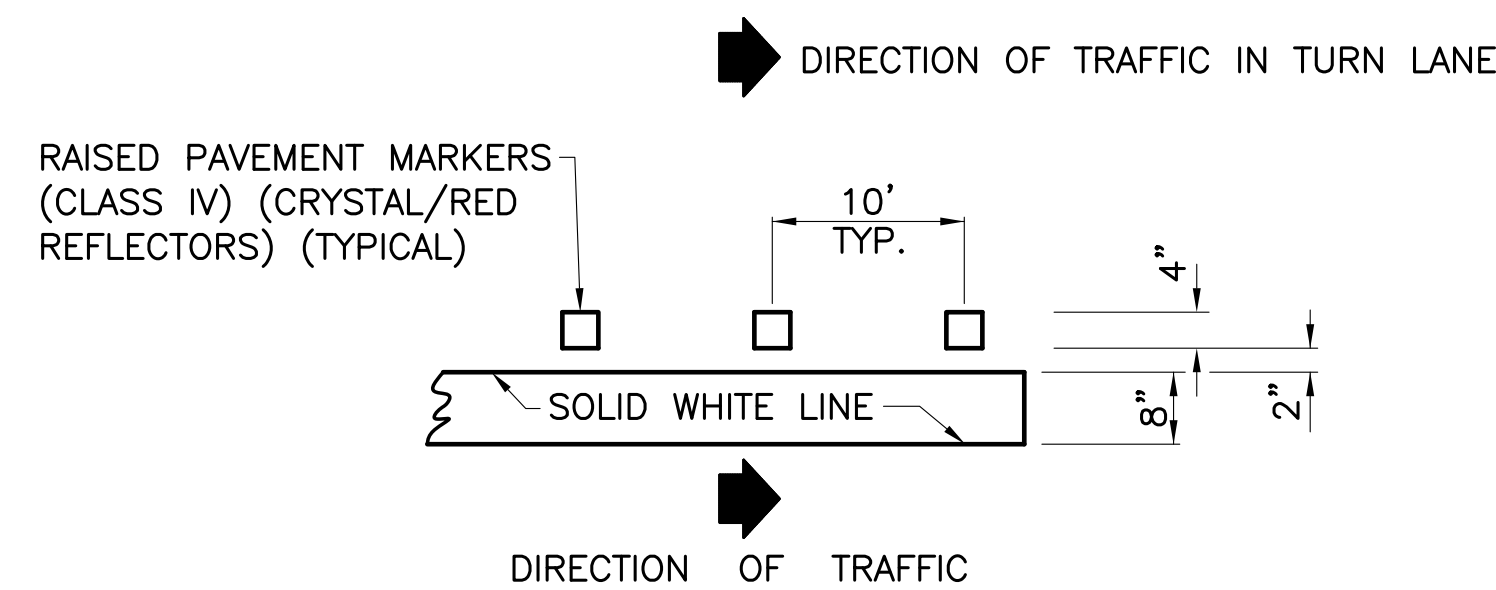 DIRECTION OF TRAFFIC IN TURN LANE
RAISED PAVEMENT MARKERS
(CLASS IV) (CRYSTAL/RED
REFLECTORS) (TYPICAL)
10'
TYP.
4"
SOLID WHITE LINE
8"
2"
DIRECTION OF TRAFFIC